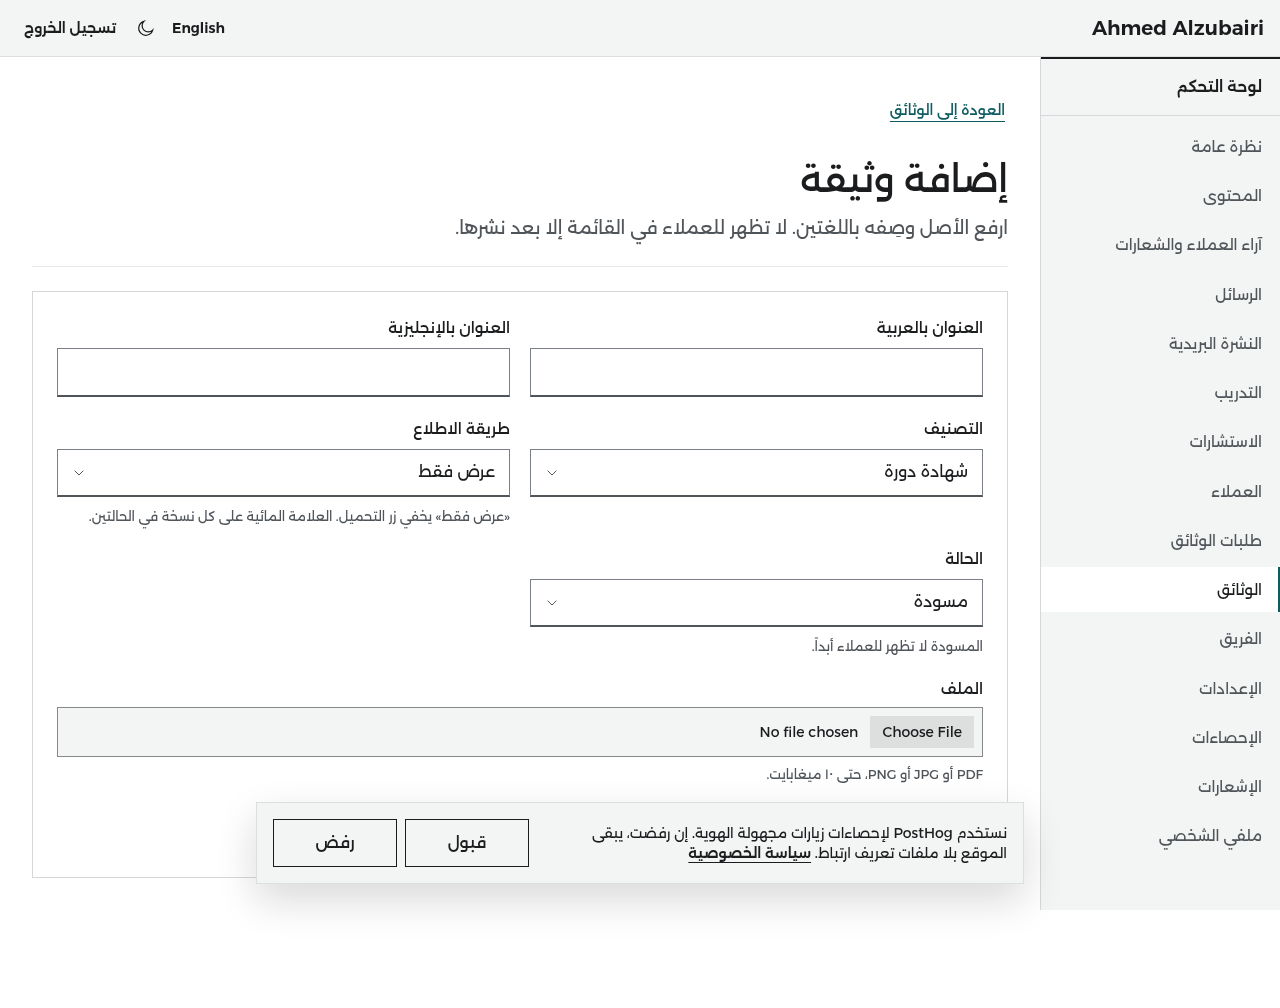 Ahmed Alzubairi
English
تسجيل الخروج
لوحة التحكم
نظرة عامة
المحتوى
آراء العملاء والشعارات
الرسائل
النشرة البريدية
التدريب
الاستشارات
العملاء
طلبات الوثائق
الوثائق
الفريق
الإعدادات
الإحصاءات
الإشعارات
ملفي الشخصي
العودة إلى الوثائق
إضافة وثيقة
ارفع الأصل وصِفه باللغتين. لا تظهر للعملاء في القائمة إلا بعد نشرها.
العنوان بالعربية
العنوان بالإنجليزية
التصنيف
شهادة دورة
طريقة الاطلاع
عرض فقط
«عرض فقط» يخفي زر التحميل. العلامة المائية على كل نسخة في الحالتين.
الحالة
مسودة
المسودة لا تظهر للعملاء أبداً.
الملف
Choose File No file chosen
PDF أو JPG أو PNG، حتى ١٠ ميغابايت.
نستخدم PostHog لإحصاءات زيارات مجهولة الهوية. إن رفضت، يبقى
الموقع بلا ملفات تعريف ارتباط. سياسة الخصوصية
قبول
رفض